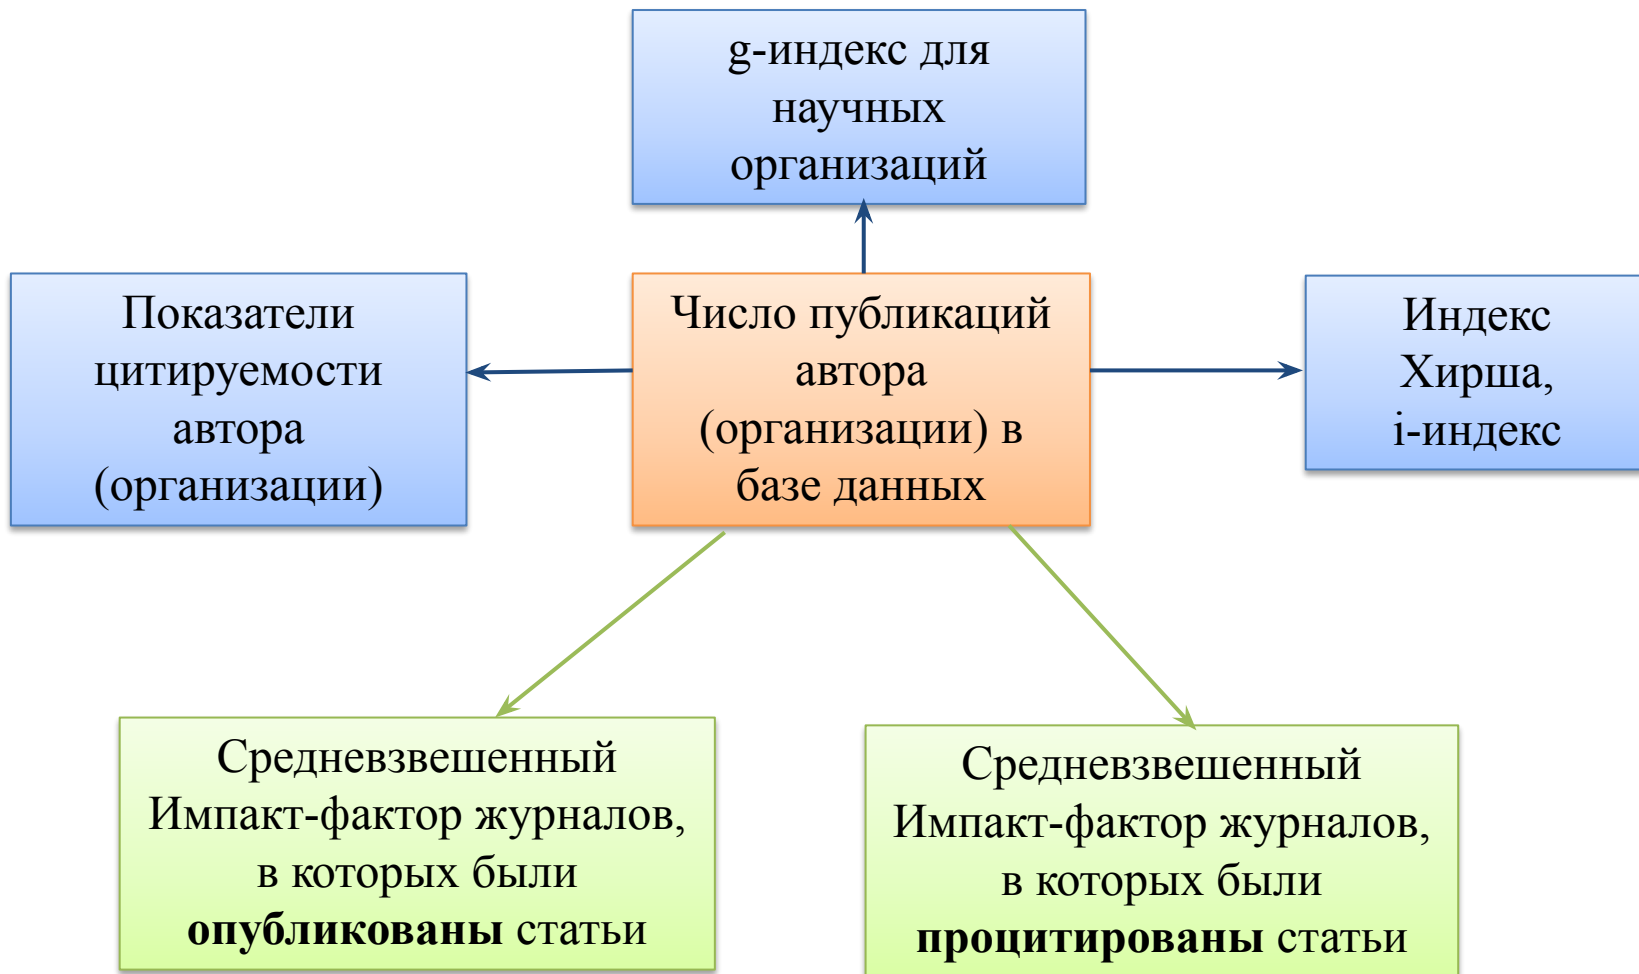 g-индекс для
научных
организаций
Показатели
цитируемости
автора
(организации)
Число публикаций
автора
(организации) в
базе данных
Индекс
Хирша,
i-индекс
Средневзвешенный
Импакт-фактор журналов,
в которых были
опубликованы статьи
Средневзвешенный
Импакт-фактор журналов,
в которых были
процитированы статьи